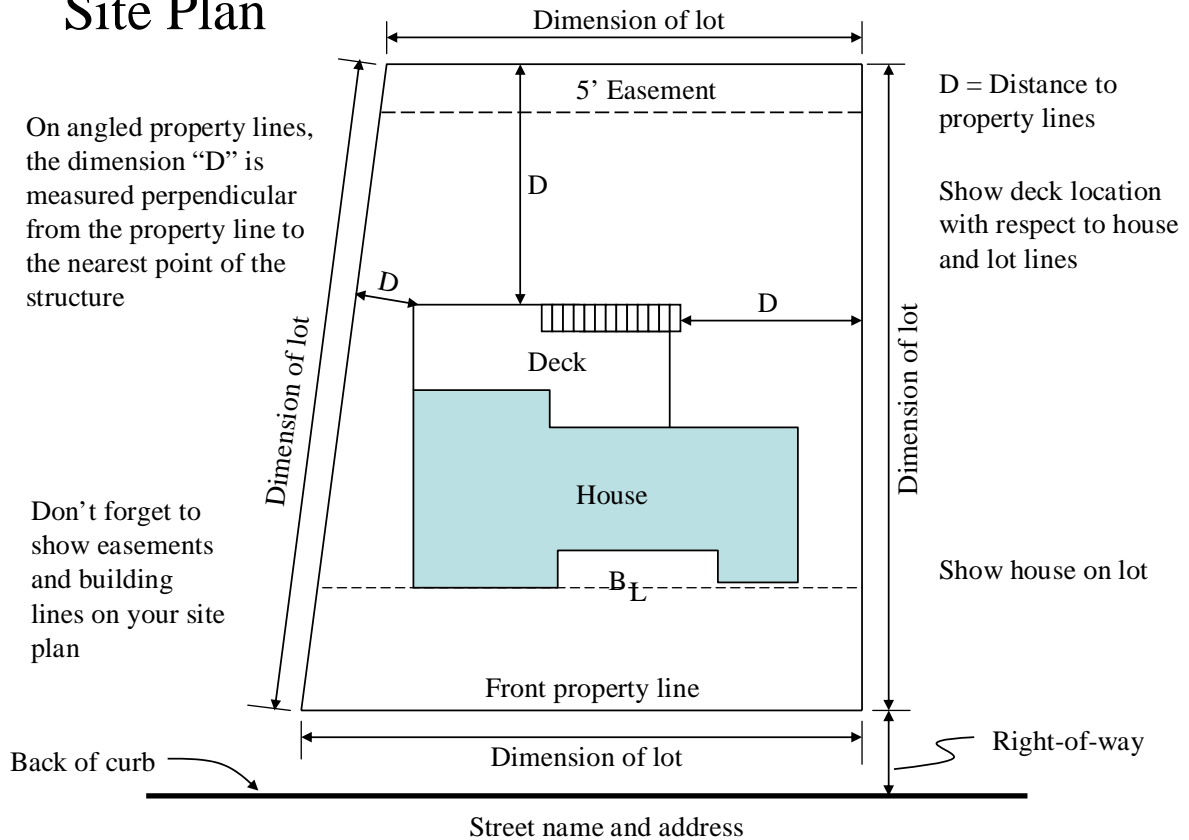 Site Plan
Dimension of lot
5’ Easement
D = Distance to
property lines
On angled property lines,
the dimension “D” is
measured perpendicular
from the property line to
the nearest point of the
structure
D
Show deck location
with respect to house
and lot lines
D
D
Dimension of lot
Dimension of lot
Deck
House
Don’t forget to
show easements
and building
lines on your site
plan
BL
Show house on lot
Front property line
Dimension of lot
Right-of-way
Back of curb
Street name and address